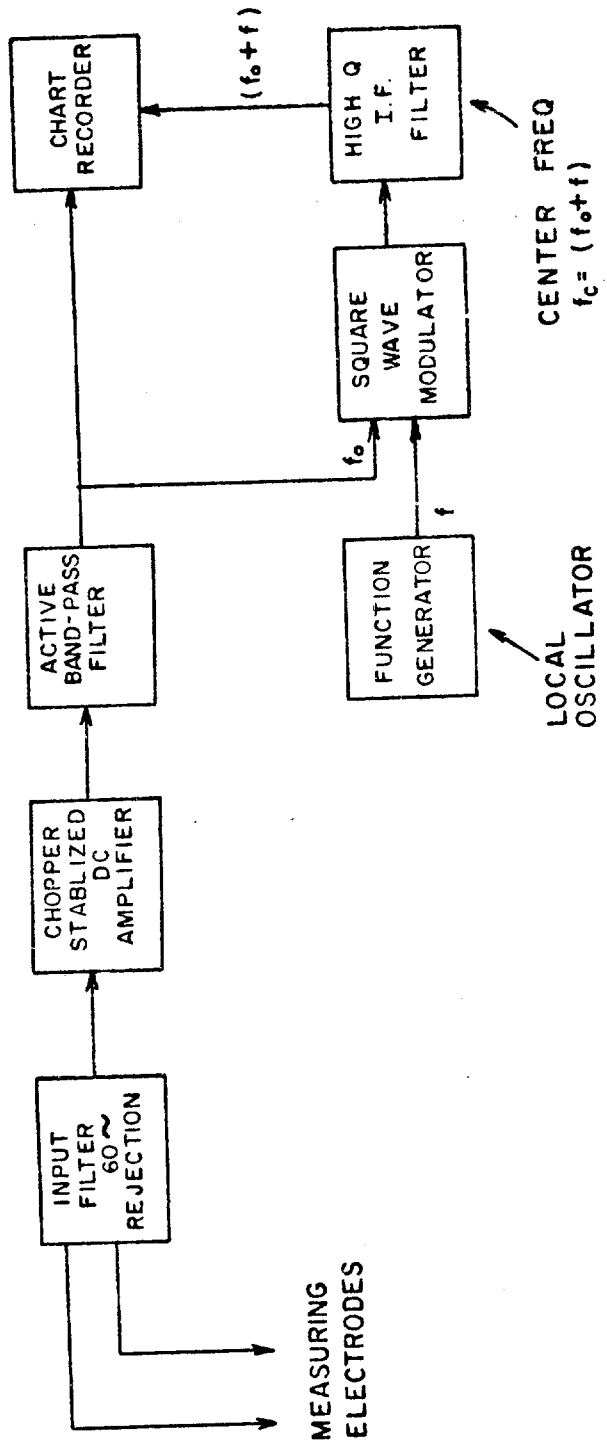 INPUT
FILTER
60~
REJECTION
CHOPPER
STABLIZED
DC
AMPLIFIER
ACTIVE
BAND-PASS
FILTER
CHART
RECORDER
MEASURING
ELECTRODES
FUNCTION
GENERATOR
LOCAL
OSCILLATOR
f
f₀
SQUARE
WAVE
MODULATOR
HIGH Q
I.F.
FILTER
(f₀+f)
CENTER FREQ
f_C = (f₀+f)